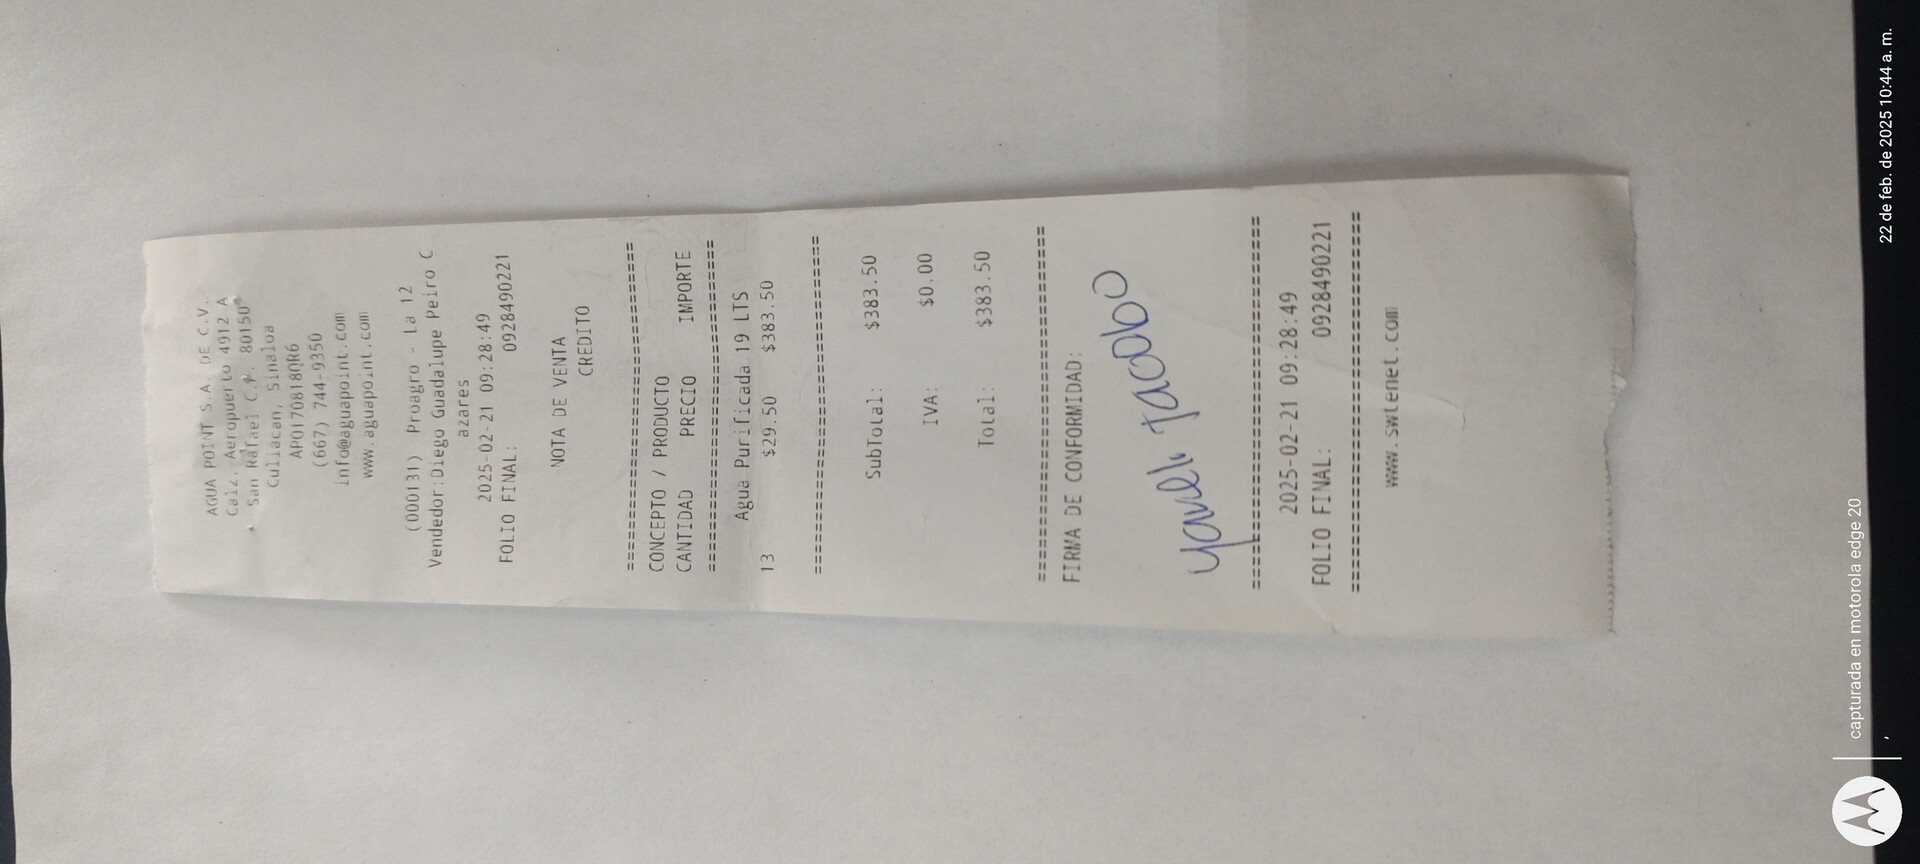 AGUA POINT S.A. DE C.V.
Calz. Aeropuerto 4912 A
San Rafael C.P. 80150
Culiacan, Sinaloa
APO170818QR6
(667) 744-9350
info@aguapoint.com
www.aguapoint.com
(000131) Proagro - La 12
Vendedor:Diego Guadalupe Peiro C
azares
2025-02-21 09:28:49
FOLIO FINAL: 0928490221
NOTA DE VENTA
CREDITO
================================
CONCEPTO / PRODUCTO
CANTIDAD PRECIO IMPORTE
================================
Agua Purificada 19 LTS
13 $29.50 $383.50
================================
SubTotal: $383.50
IVA: $0.00
Total: $383.50
================================
FIRMA DE CONFORMIDAD:
Yaneli Jacobo
================================
2025-02-21 09:28:49
FOLIO FINAL: 0928490221
================================
www.swtenet.com
capturada en motorola edge 20
22 de feb. de 2025 10:44 a. m.